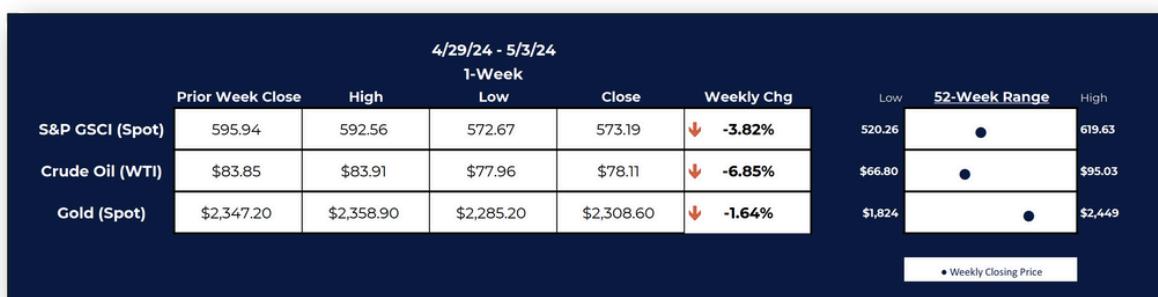 4/29/24 - 5/3/24
1-Week
Prior Week Close High Low Close Weekly Chg Low 52-Week Range High
S&P GSCI (Spot) 595.94 592.56 572.67 573.19 -3.82% 520.26 619.63
Crude Oil (WTI) $83.85 $83.91 $77.96 $78.11 -6.85% $66.80 $95.03
Gold (Spot) $2,347.20 $2,358.90 $2,285.20 $2,308.60 -1.64% $1,824 $2,449
● Weekly Closing Price